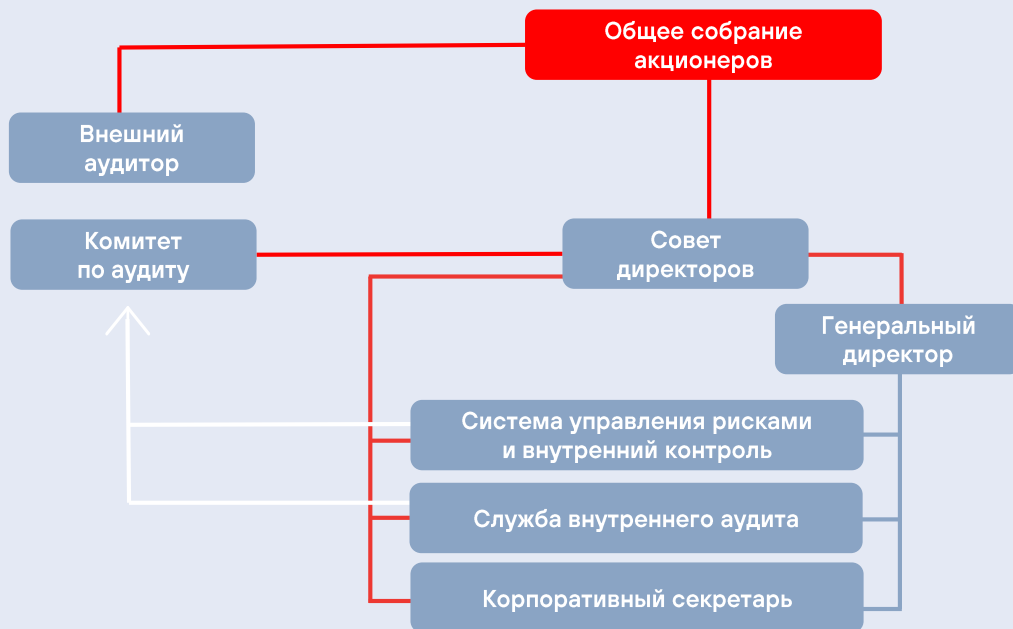 Общее собрание
акционеров
Внешний
аудитор
Комитет
по аудиту
Совет
директоров
Генеральный
директор
Система управления рисками
и внутренний контроль
Служба внутреннего аудита
Корпоративный секретарь